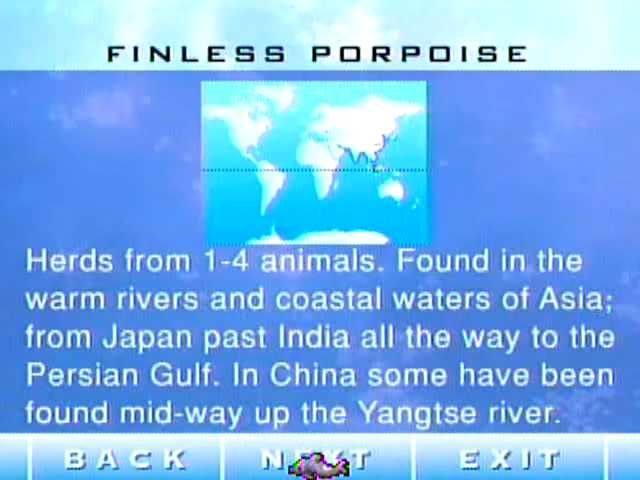 FINLESS PORPOISE
Herds from 1-4 animals. Found in the
warm rivers and coastal waters of Asia;
from Japan past India all the way to the
Persian Gulf. In China some have been
found mid-way up the Yangtse river.
BACK NEXT EXIT